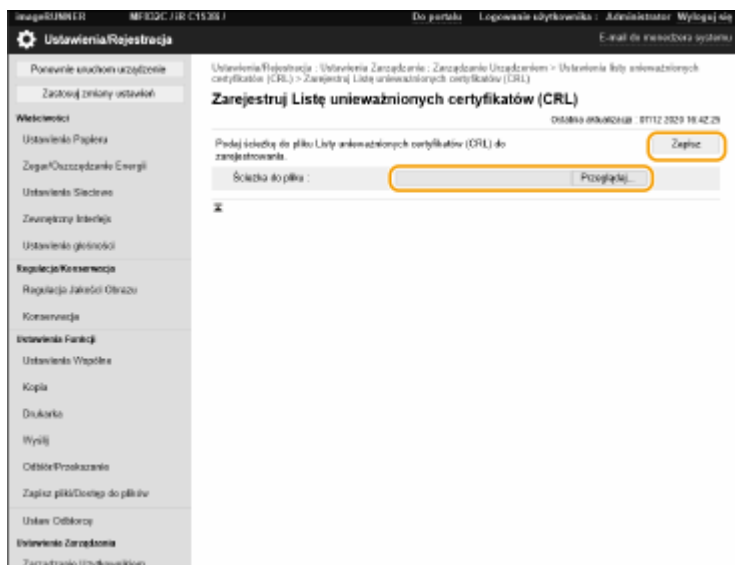 imageRUNNER
Do portalu Logowanie użytkownika : Administrator Wyloguj się
Ustawienia/Rejestracja
E-mail do menedżera systemu
Ponownie uruchom urządzenie
Zastosuj zmiany ustawień
Ustawienia/Rejestracja : Ustawienia Zarządzania : Zarządzanie Urządzeniem > Ustawienia listy unieważnionych
certyfikatów (CRL) > Zarejestruj Listę unieważnionych certyfikatów (CRL)
Zarejestruj Listę unieważnionych certyfikatów (CRL)
Ostatnia aktualizacja : 07/12 2020 16:42:25
Podaj ścieżkę do pliku Listy unieważnionych certyfikatów (CRL) do
zarejestrowania.
Zapisz
Ścieżka do pliku :
Przeglądaj...
Właściwości
Ustawienia Papieru
Zegar/Oszczędzanie Energii
Ustawienia Sieciowe
Zewnętrzny Interfejs
Ustawienia głośności
Regulacja/Konserwacja
Regulacja Jakości Obrazu
Konserwacja
Ustawienia Funkcji
Ustawienia Wspólne
Kopia
Drukarka
Wyślij
Odbiór/Przekazanie
Zapisz pliki/Dostęp do plików
Ustaw Odbiorcę
Ustawienia Zarządzania
Zarządzanie Użytkownikiem